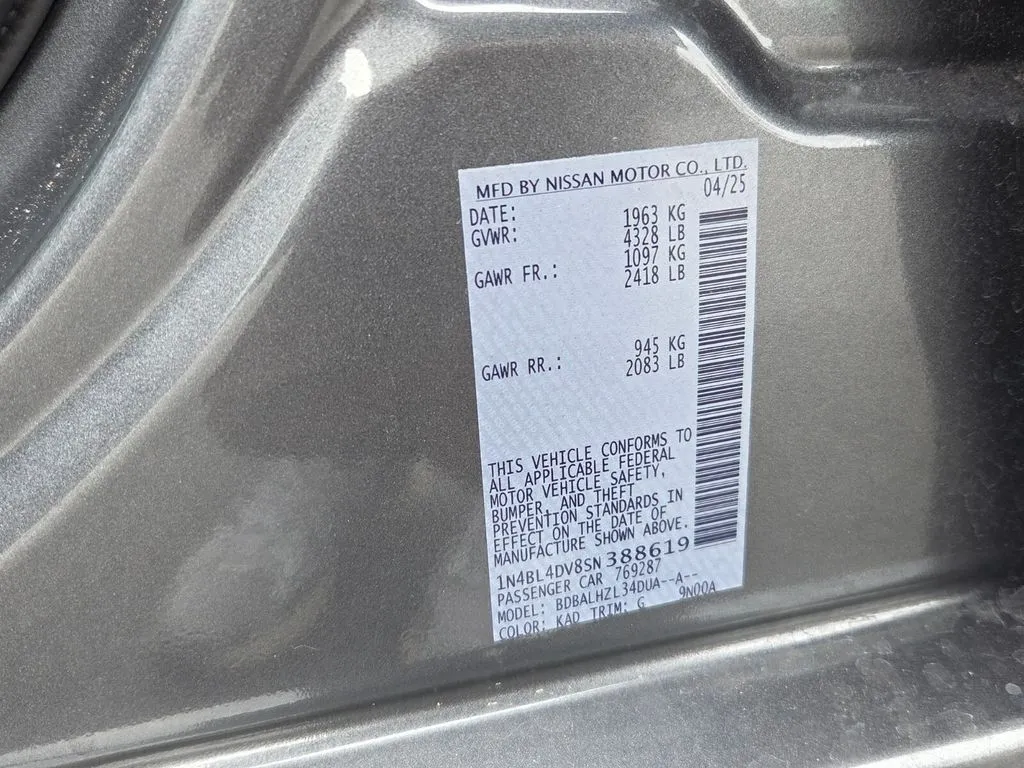 MFD BY NISSAN MOTOR CO., LTD.
DATE: 04/25
GVWR: 1963 KG
4328 LB
GAWR FR.: 1097 KG
2418 LB
GAWR RR.: 945 KG
2083 LB
THIS VEHICLE CONFORMS TO
ALL APPLICABLE FEDERAL
MOTOR VEHICLE SAFETY,
BUMPER, AND THEFT
PREVENTION STANDARDS IN
EFFECT ON THE DATE OF
MANUFACTURE SHOWN ABOVE.
1N4BL4DV8SN388619
PASSENGER CAR 769287
MODEL: BDBALHZL34DUA--A--
COLOR: KAD TRIM: G 9N00A